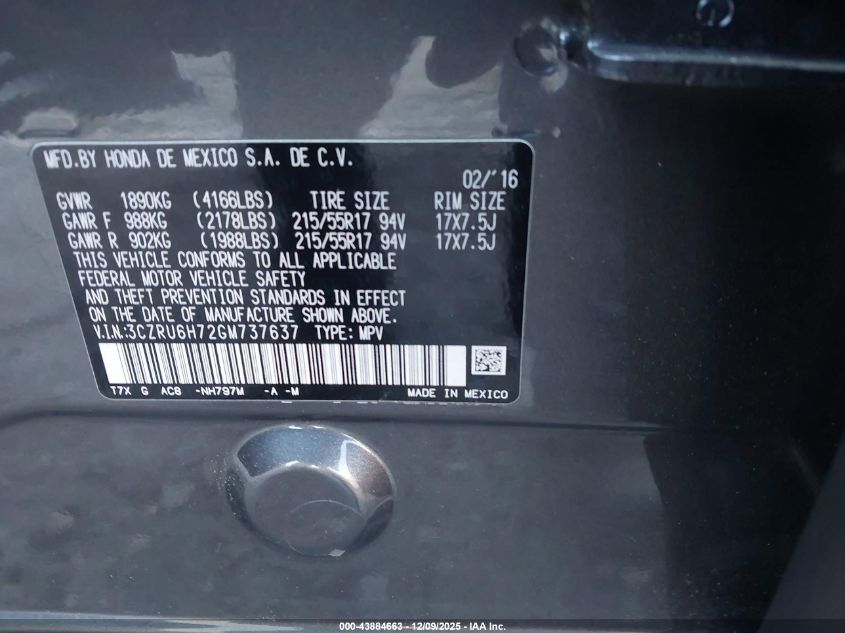 MFD.BY HONDA DE MEXICO S.A. DE C.V.
02/'16
GVWR 1890KG (4166LBS) TIRE SIZE RIM SIZE
GAWR F 988KG (2178LBS) 215/55R17 94V 17X7.5J
GAWR R 902KG (1988LBS) 215/55R17 94V 17X7.5J
THIS VEHICLE CONFORMS TO ALL APPLICABLE
FEDERAL MOTOR VEHICLE SAFETY
AND THEFT PREVENTION STANDARDS IN EFFECT
ON THE DATE OF MANUFACTURE SHOWN ABOVE.
V.I.N.:3CZRU6H72GM737637 TYPE: MPV
T7X G AC8 -NH797M -A -M MADE IN MEXICO
000-43884663 - 12/09/2025 - IAA Inc.